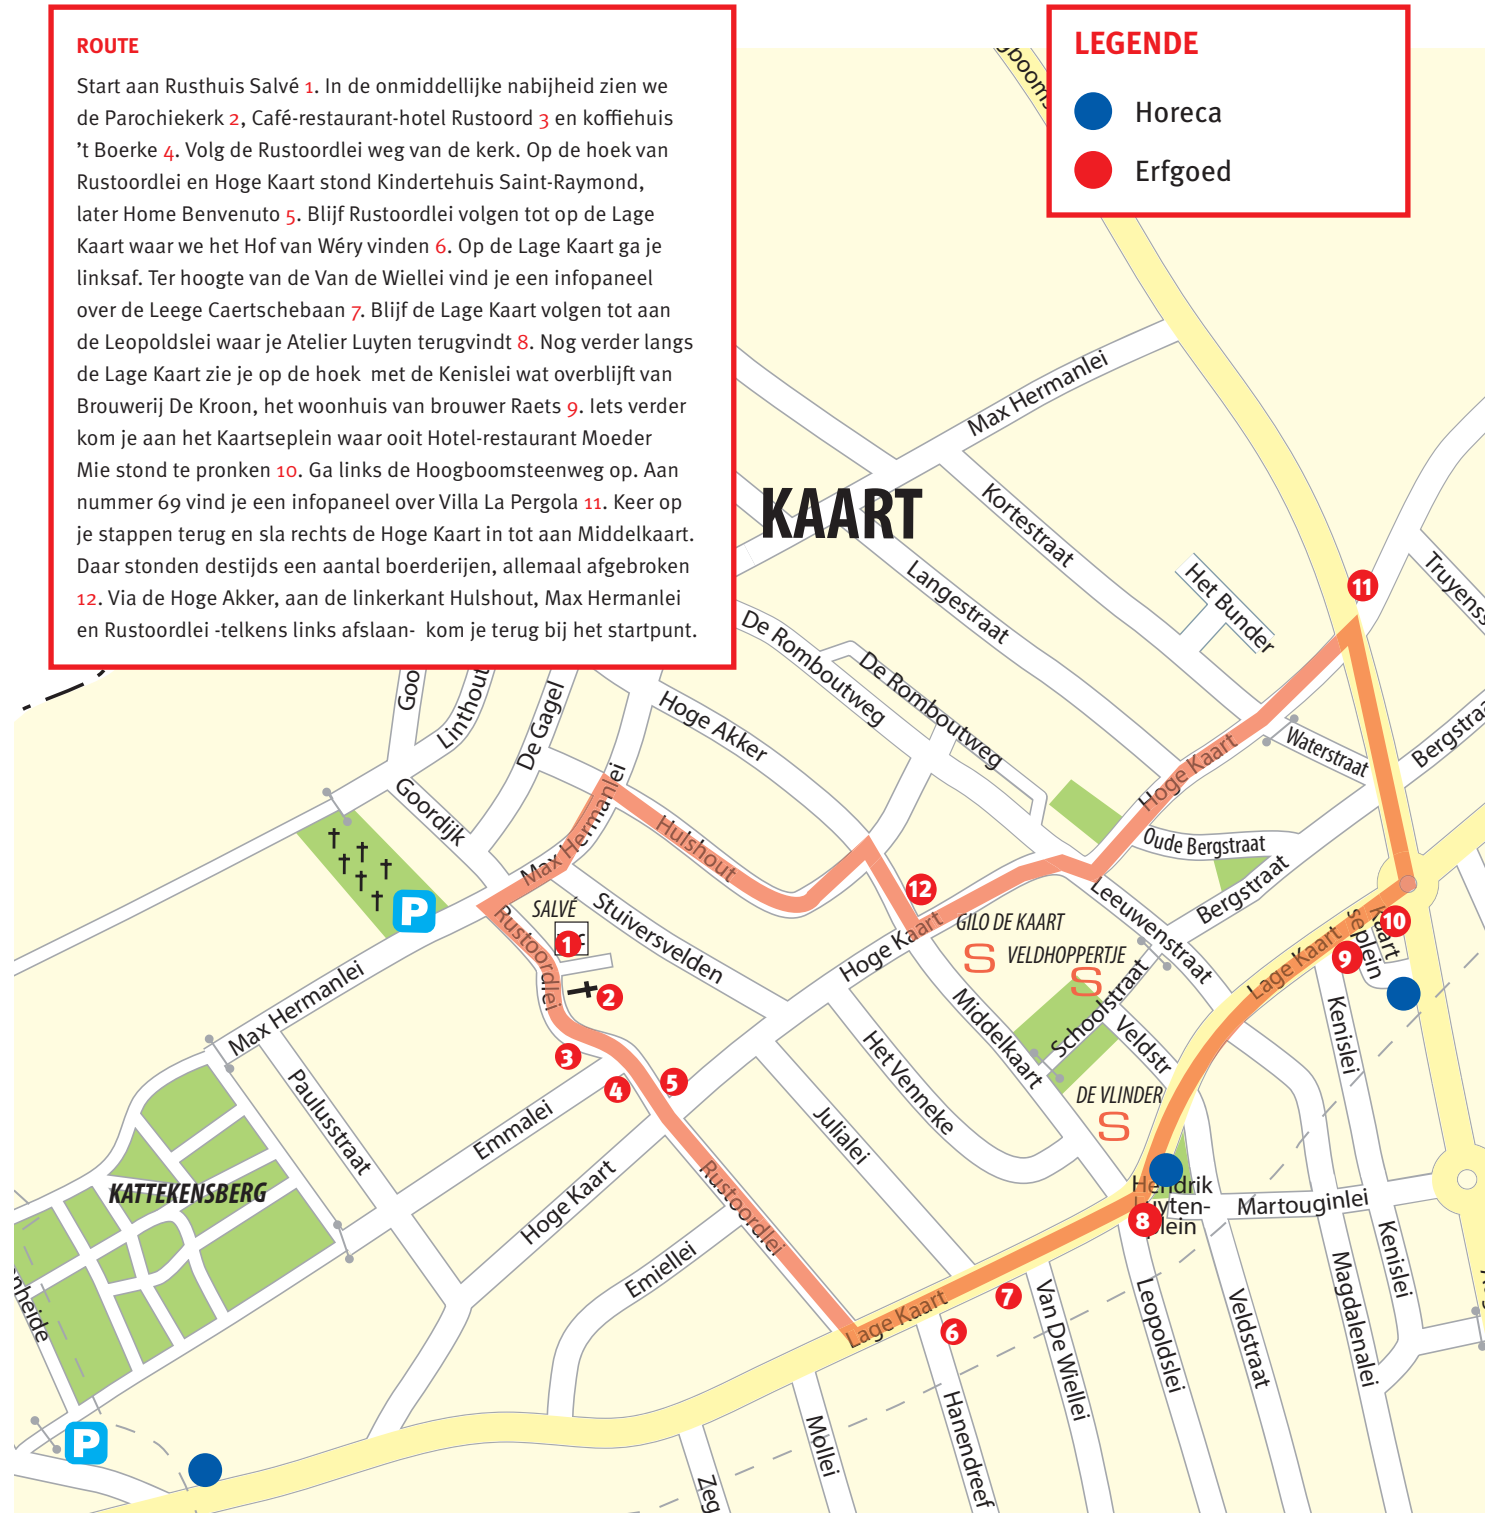 ROUTE
Start aan Rusthuis Salvé 1. In de onmiddellijke nabijheid zien we
de Parochiekerk 2, Café-restaurant-hotel Rustoord 3 en koffiehuis
’t Boerke 4. Volg de Rustoordlei weg van de kerk. Op de hoek van
Rustoordlei en Hoge Kaart stond Kindertehuis Saint-Raymond,
later Home Benvenuto 5. Blijf Rustoordlei volgen tot op de Lage
Kaart waar we het Hof van Wéry vinden 6. Op de Lage Kaart ga je
linksaf. Ter hoogte van de Van de Wiellei vind je een infopaneel
over de Leege Caertschebaan 7. Blijf de Lage Kaart volgen tot aan
de Leopoldslei waar je Atelier Luyten terugvindt 8. Nog verder langs
de Lage Kaart zie je op de hoek met de Kenislei wat overblijft van
Brouwerij De Kroon, het woonhuis van brouwer Raets 9. Iets verder
kom je aan het Kaartseplein waar ooit Hotel-restaurant Moeder
Mie stond te pronken 10. Ga links de Hoogboomsteenweg op. Aan
nummer 69 vind je een infopaneel over Villa La Pergola 11. Keer op
je stappen terug en sla rechts de Hoge Kaart in tot aan Middelkaart.
Daar stonden destijds een aantal boerderijen, allemaal afgebroken
12. Via de Hoge Akker, aan de linkerkant Hulshout, Max Hermanlei
en Rustoordlei -telkens links afslaan- kom je terug bij het startpunt.
LEGENDE
Horeca
Erfgoed
gbooms
Max Hermanlei
KAART
Kortestraat
Langestraat
Het Bunder
Truyenss
11
De Romboutweg
De Romboutweg
Goo
Linthout
De Gagel
Hoge Akker
Hoge Kaart
Waterstraat
Bergstraa
Goordijk
Max Hermanlei
Hulshout
Oude Bergstraat
Bergstraat
Leeuwenstraat
P
SALVÉ
Rustoordlei
Stuiversvelden
12
Hoge Kaart
GILO DE KAART
S
VELDHOPPERTJE
S
1
2
3
4
5
10
9
Kaart
seplein
Lage Kaart
Max Hermanlei
Middelkaart
Schoolstraat
Veldstr
Kenislei
Het Venneke
Paulusstraat
Emmalei
Julialei
DE VLINDER
S
KATTEKENSBERG
Hoge Kaart
Rustoordlei
Hendrik
Luyten-
plein
8
Martouginlei
Emiellei
Kenislei
Magdalenalei
nheide
Lage Kaart
7
6
Van De Wiellei
Leopoldslei
Veldstraat
P
Mollei
Hanendreef
Zeg